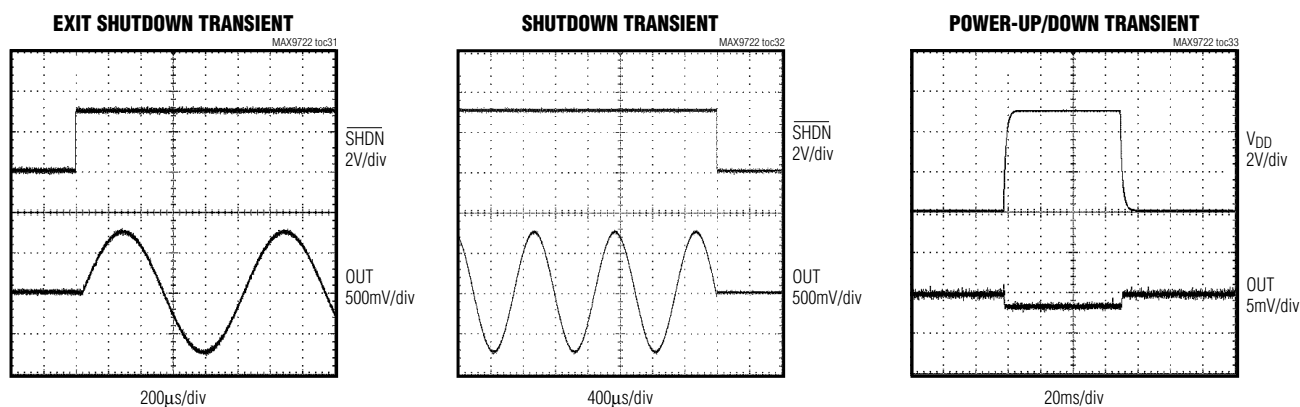 EXIT SHUTDOWN TRANSIENT
MAX9722 toc31
SHDN
2V/div
OUT
500mV/div
200μs/div
SHUTDOWN TRANSIENT
MAX9722 toc32
SHDN
2V/div
OUT
500mV/div
400μs/div
POWER-UP/DOWN TRANSIENT
MAX9722 toc33
VDD
2V/div
OUT
5mV/div
20ms/div